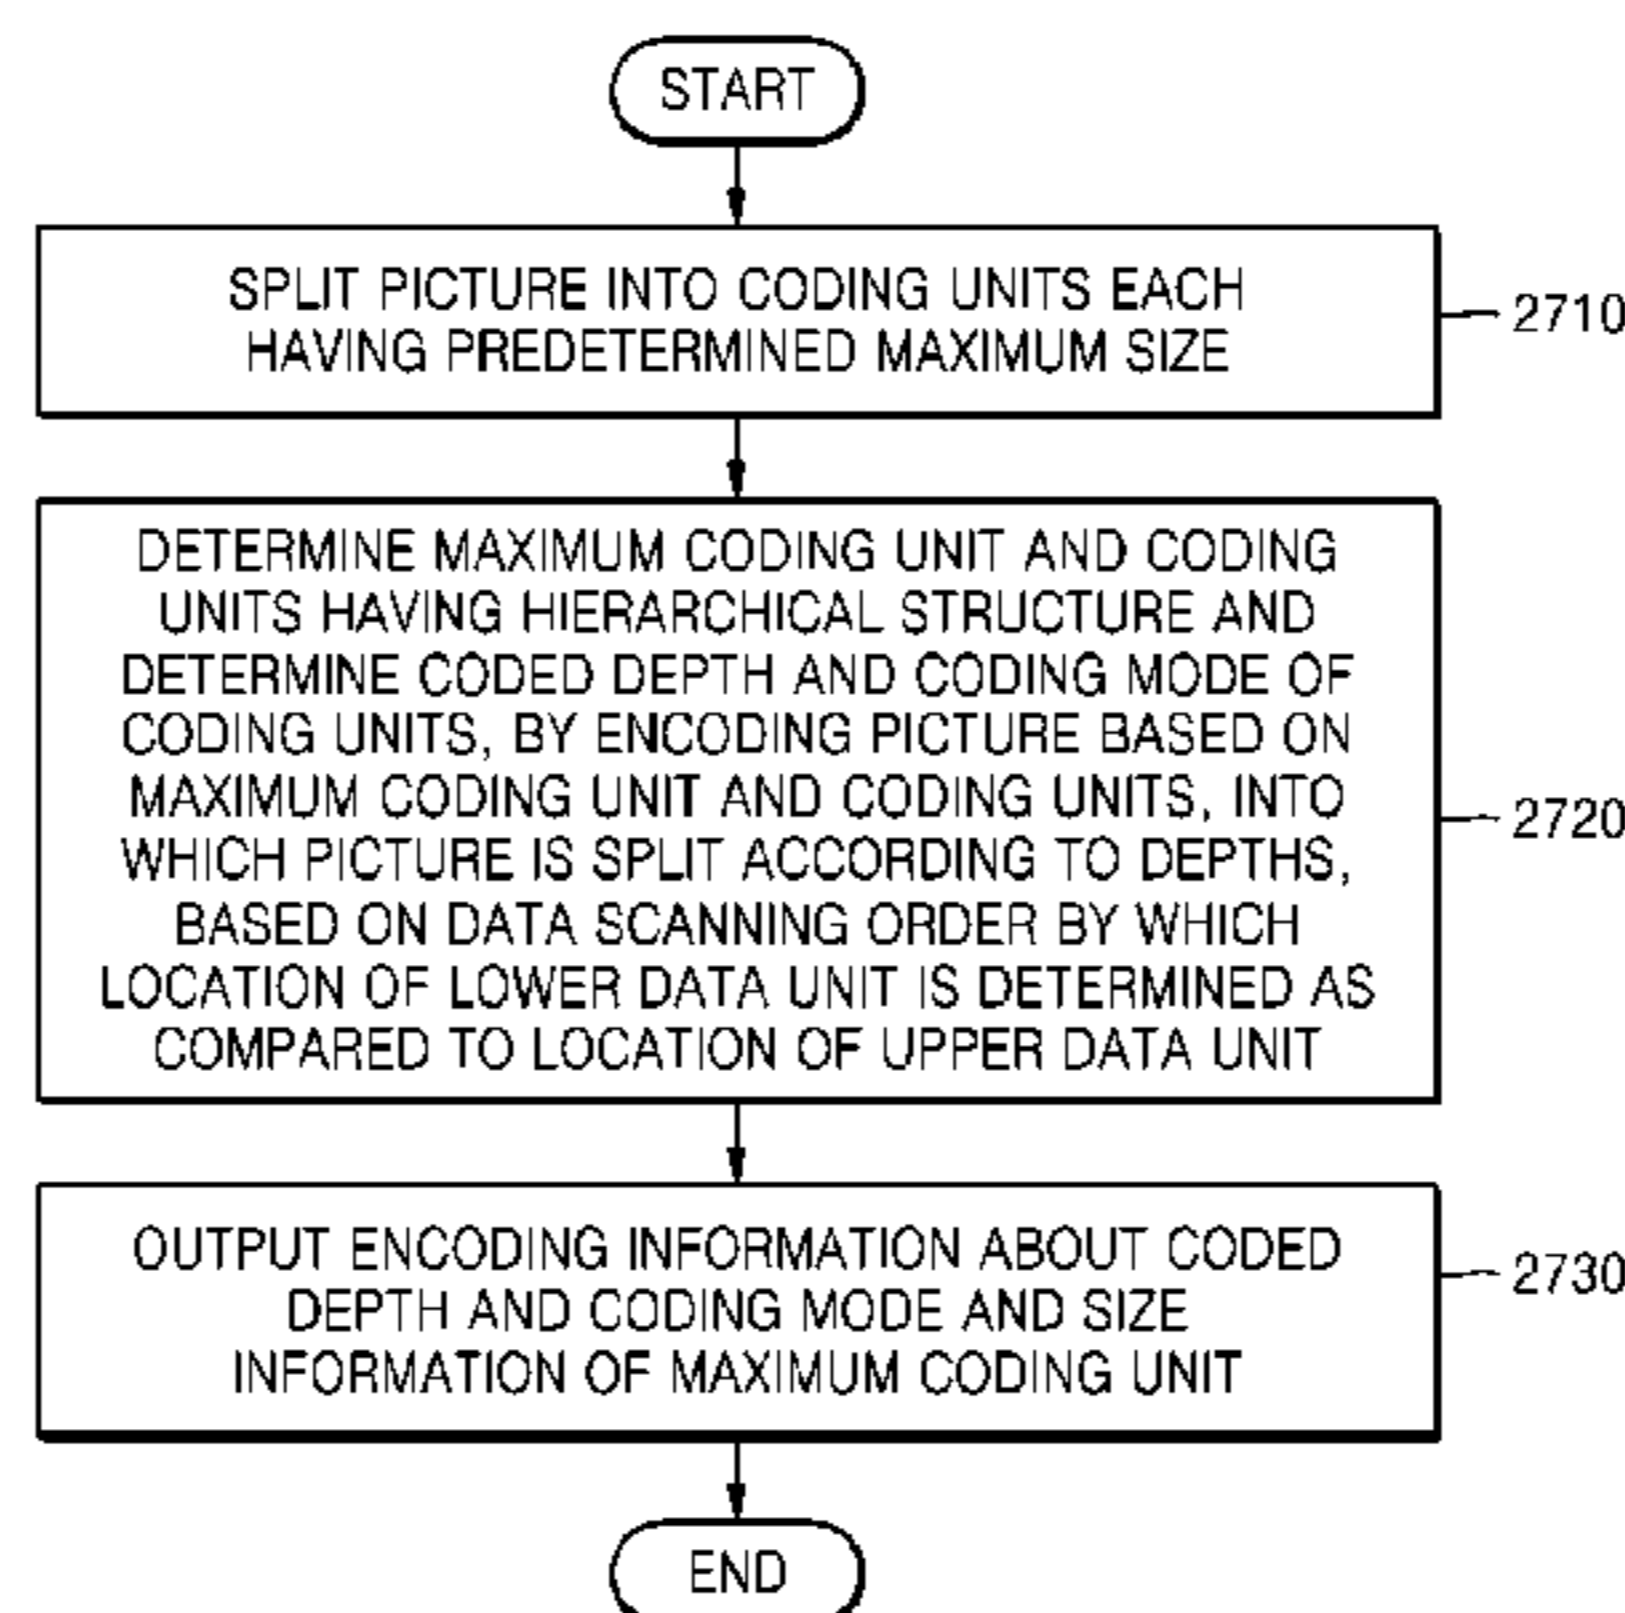 START
SPLIT PICTURE INTO CODING UNITS EACH
HAVING PREDETERMINED MAXIMUM SIZE
2710
DETERMINE MAXIMUM CODING UNIT AND CODING
UNITS HAVING HIERARCHICAL STRUCTURE AND
DETERMINE CODED DEPTH AND CODING MODE OF
CODING UNITS, BY ENCODING PICTURE BASED ON
MAXIMUM CODING UNIT AND CODING UNITS, INTO
WHICH PICTURE IS SPLIT ACCORDING TO DEPTHS,
BASED ON DATA SCANNING ORDER BY WHICH
LOCATION OF LOWER DATA UNIT IS DETERMINED AS
COMPARED TO LOCATION OF UPPER DATA UNIT
2720
OUTPUT ENCODING INFORMATION ABOUT CODED
DEPTH AND CODING MODE AND SIZE
INFORMATION OF MAXIMUM CODING UNIT
2730
END